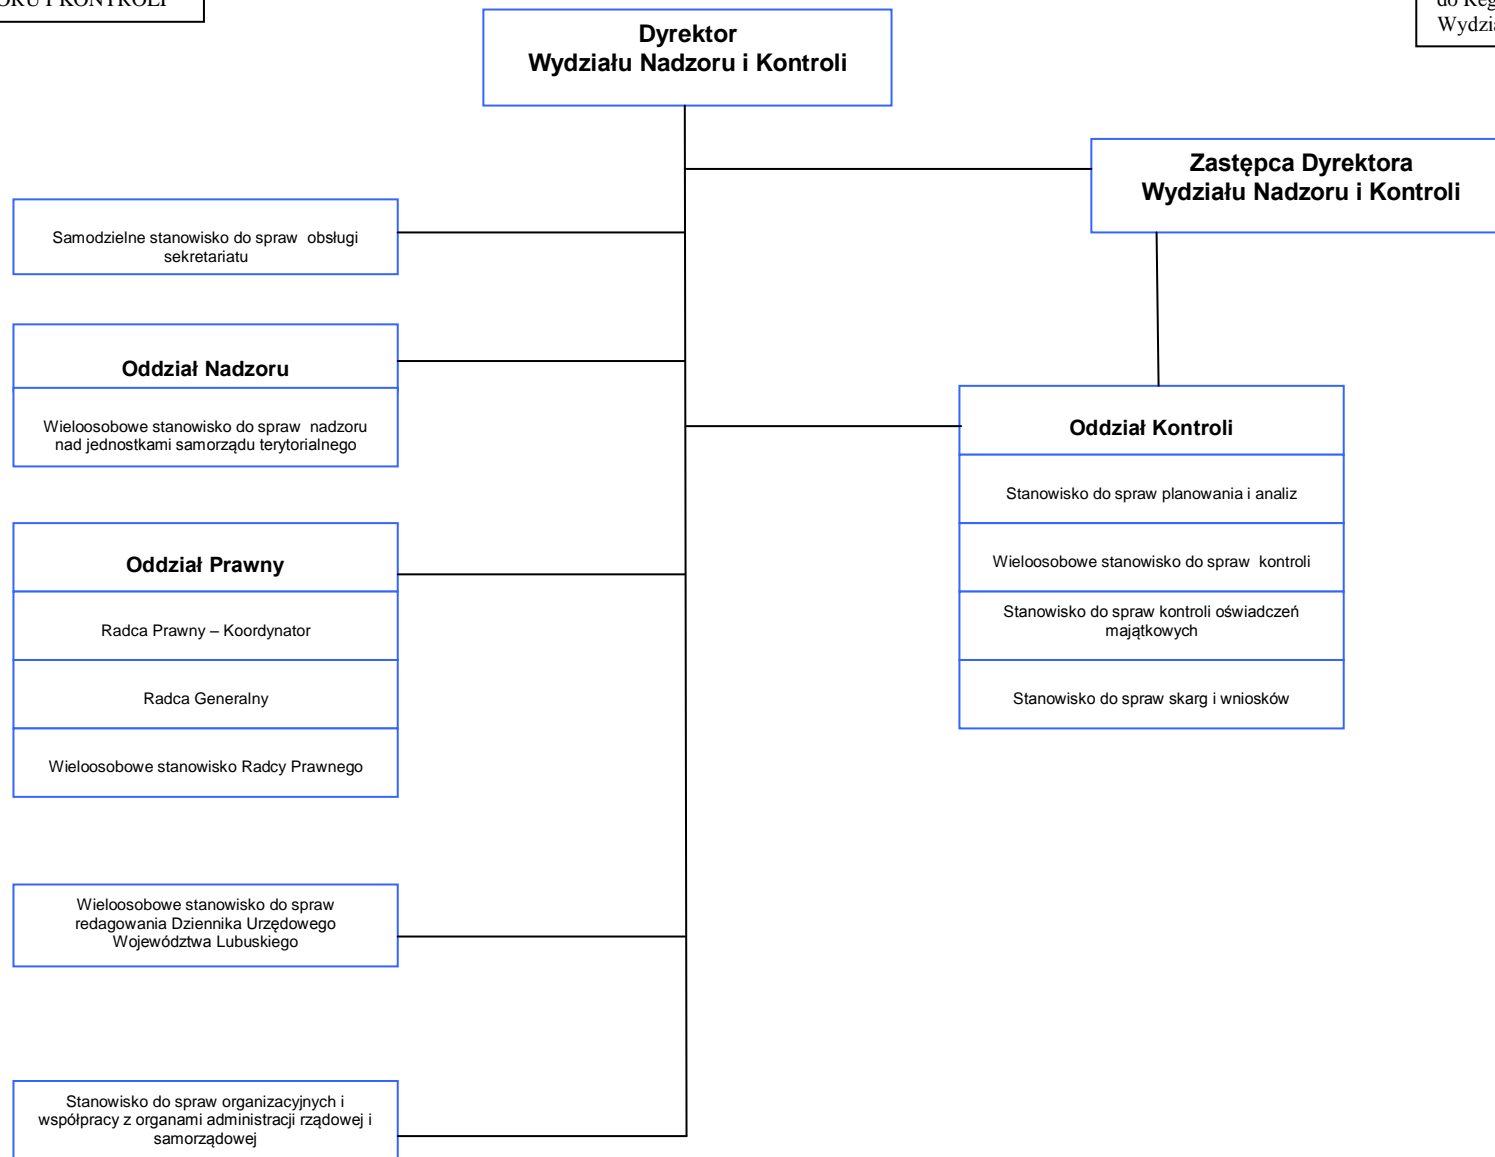 I KONTROLI
do
Dyrektor
Wydziału Nadzoru i Kontroli
Zastępca Dyrektora
Wydziału Nadzoru i Kontroli
Samodzielne stanowisko do spraw obsługi
sekretariatu
Oddział Nadzoru
Wieloosobowe stanowisko do spraw nadzoru
nad jednostkami samorządu terytorialnego
Oddział Kontroli
Stanowisko do spraw planowania i analiz
Wieloosobowe stanowisko do spraw kontroli
Stanowisko do spraw kontroli oświadczeń
majątkowych
Stanowisko do spraw skarg i wniosków
Oddział Prawny
Radca Prawny – Koordynator
Radca Generalny
Wieloosobowe stanowisko Radcy Prawnego
Wieloosobowe stanowisko do spraw
redagowania Dziennika Urzędowego
Województwa Lubuskiego
Stanowisko do spraw organizacyjnych i
współpracy z organami administracji rządowej i
samorządowej